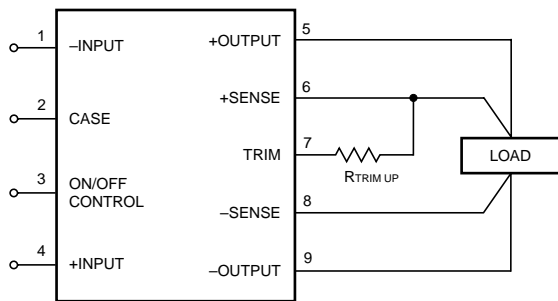 1
–INPUT
2
CASE
3
ON/OFF
CONTROL
4
+INPUT
+OUTPUT
5
+SENSE
6
TRIM
7
RTRIM UP
–SENSE
8
–OUTPUT
9
LOAD